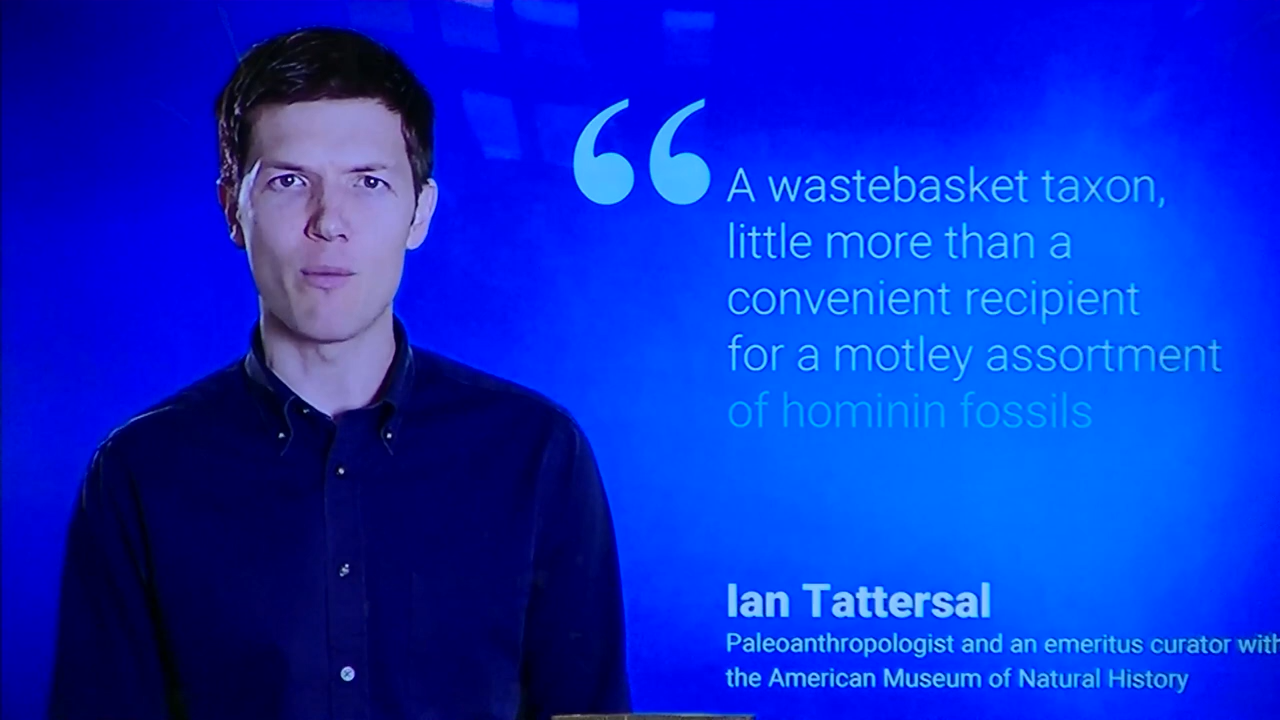 “
A wastebasket taxon,
little more than a
convenient recipient
for a motley assortment
of hominin fossils
Ian Tattersal
Paleoanthropologist and an emeritus curator with
the American Museum of Natural History